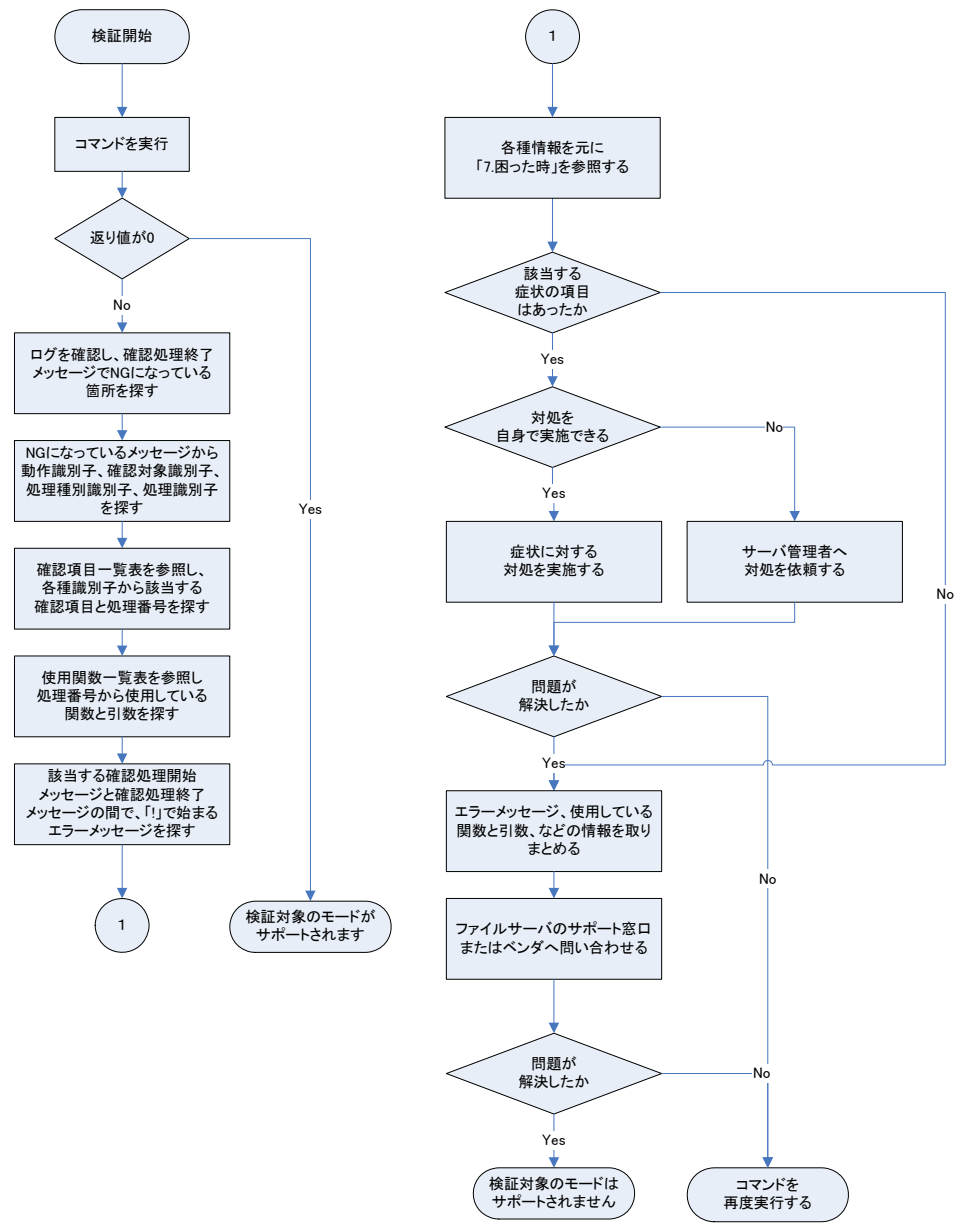 検証開始
コマンドを実行
返り値が0
No
Yes
ログを確認し、確認処理終了
メッセージでNGになっている
箇所を探す
NGになっているメッセージから
動作識別子、確認対象識別子、
処理種別識別子、処理識別子
を探す
確認項目一覧表を参照し、
各種識別子から該当する
確認項目と処理番号を探す
使用関数一覧表を参照し
処理番号から使用している
関数と引数を探す
該当する確認処理開始
メッセージと確認処理終了
メッセージの間で、「!」で始まる
エラーメッセージを探す
1
検証対象のモードが
サポートされます
1
各種情報を元に
「7.困った時」を参照する
該当する
症状の項目
はあったか
Yes
No
対処を
自身で実施できる
No
Yes
症状に対する
対処を実施する
サーバ管理者へ
対処を依頼する
問題が
解決したか
Yes
No
エラーメッセージ、使用している
関数と引数、などの情報を取り
まとめる
ファイルサーバのサポート窓口
またはベンダへ問い合わせる
問題が
解決したか
No
Yes
検証対象のモードは
サポートされません
コマンドを
再度実行する